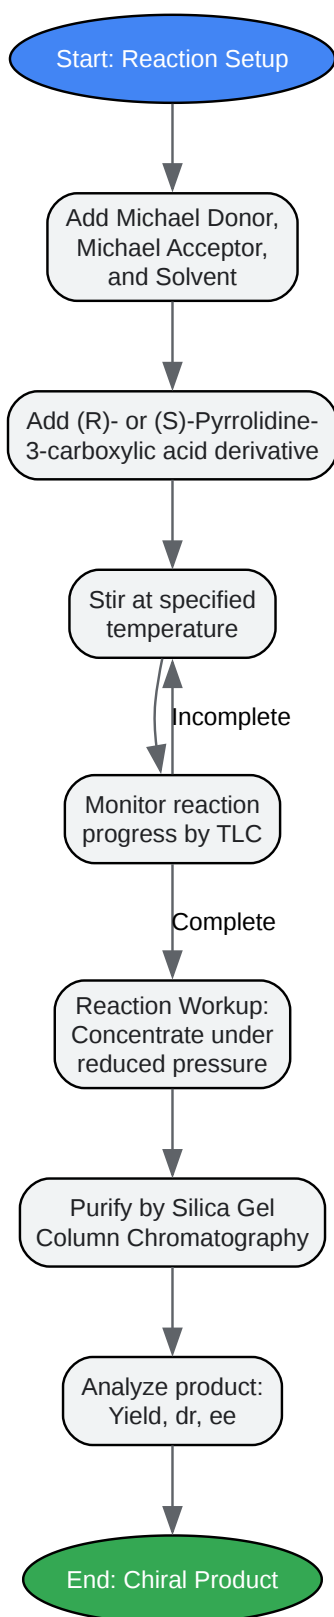 Start: Reaction Setup
Add Michael Donor,
Michael Acceptor,
and Solvent
Add (R)- or (S)-Pyrrolidine-
3-carboxylic acid derivative
Stir at specified
temperature
Incomplete
Monitor reaction
progress by TLC
Complete
Reaction Workup:
Concentrate under
reduced pressure
Purify by Silica Gel
Column Chromatography
Analyze product:
Yield, dr, ee
End: Chiral Product